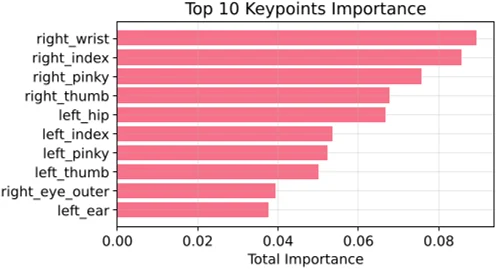 Top 10 Keypoints Importance
right_wrist
right_index
right_pinky
right_thumb
left_hip
left_index
left_pinky
left_thumb
right_eye_outer
left_ear
0.00 0.02 0.04 0.06 0.08
Total Importance